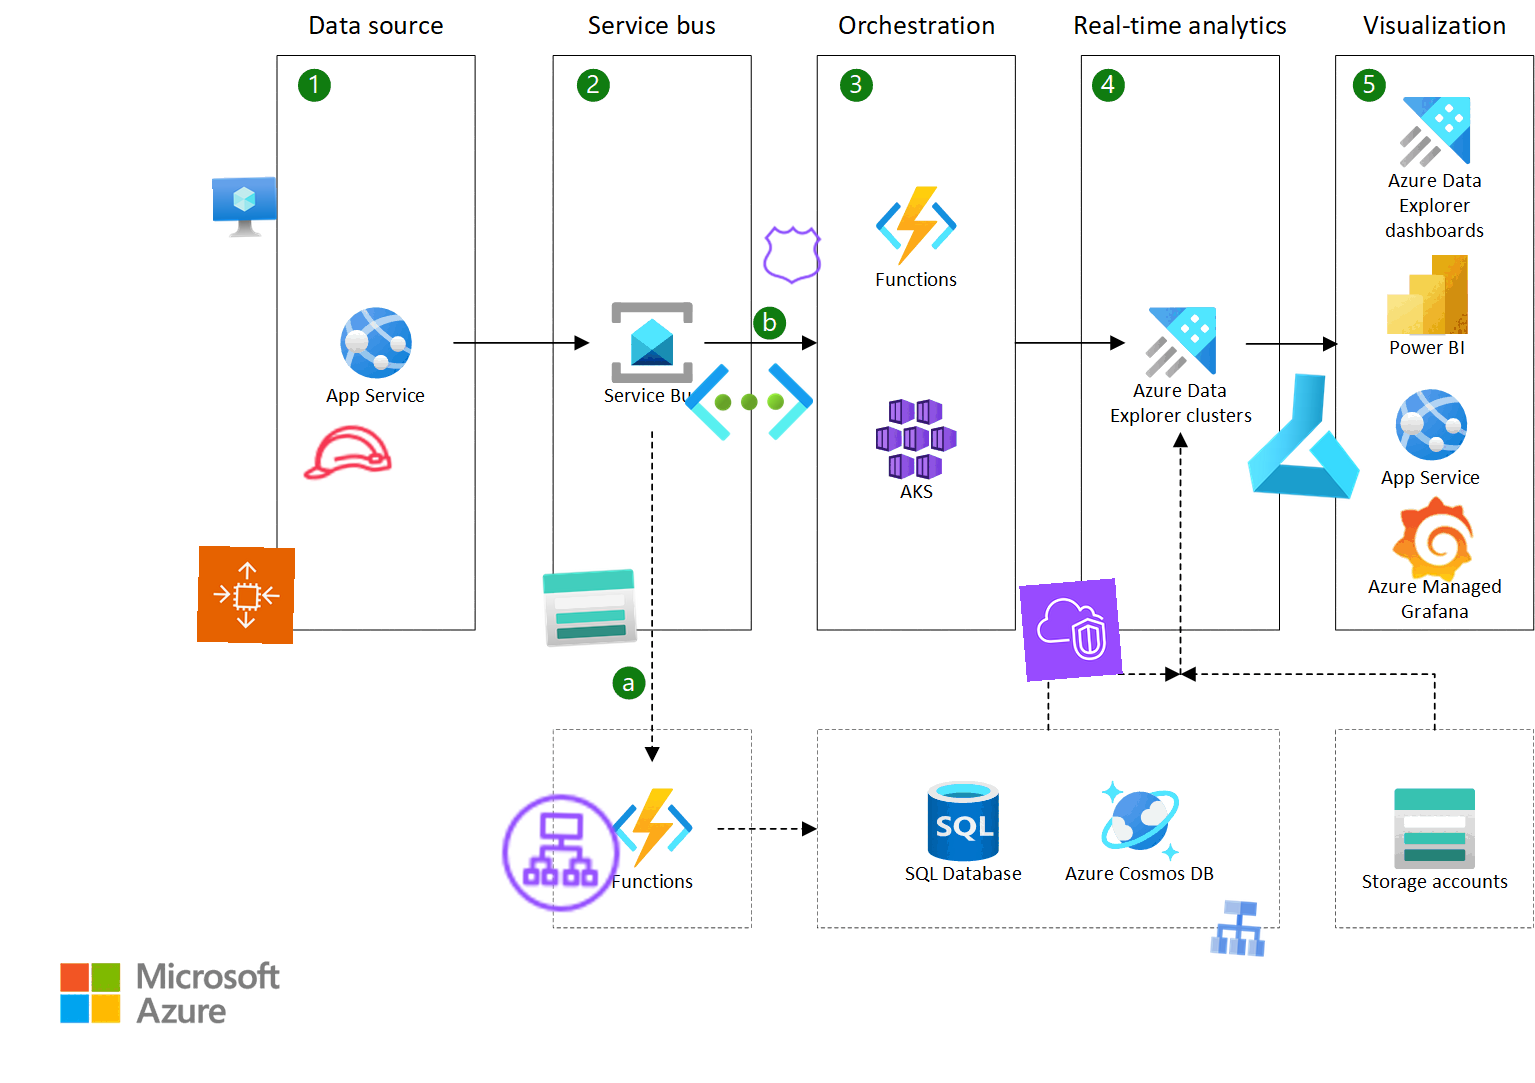 Data source
Service bus
Orchestration
Real-time analytics
Visualization
1
2
3
4
5
Azure Data
Explorer
dashboards
Functions
b
Power BI
App Service
Service Bu
Azure Data
Explorer clusters
App Service
AKS
Azure Managed
Grafana
a
Functions
SQL
SQL Database
Azure Cosmos DB
Storage accounts
Microsoft
Azure